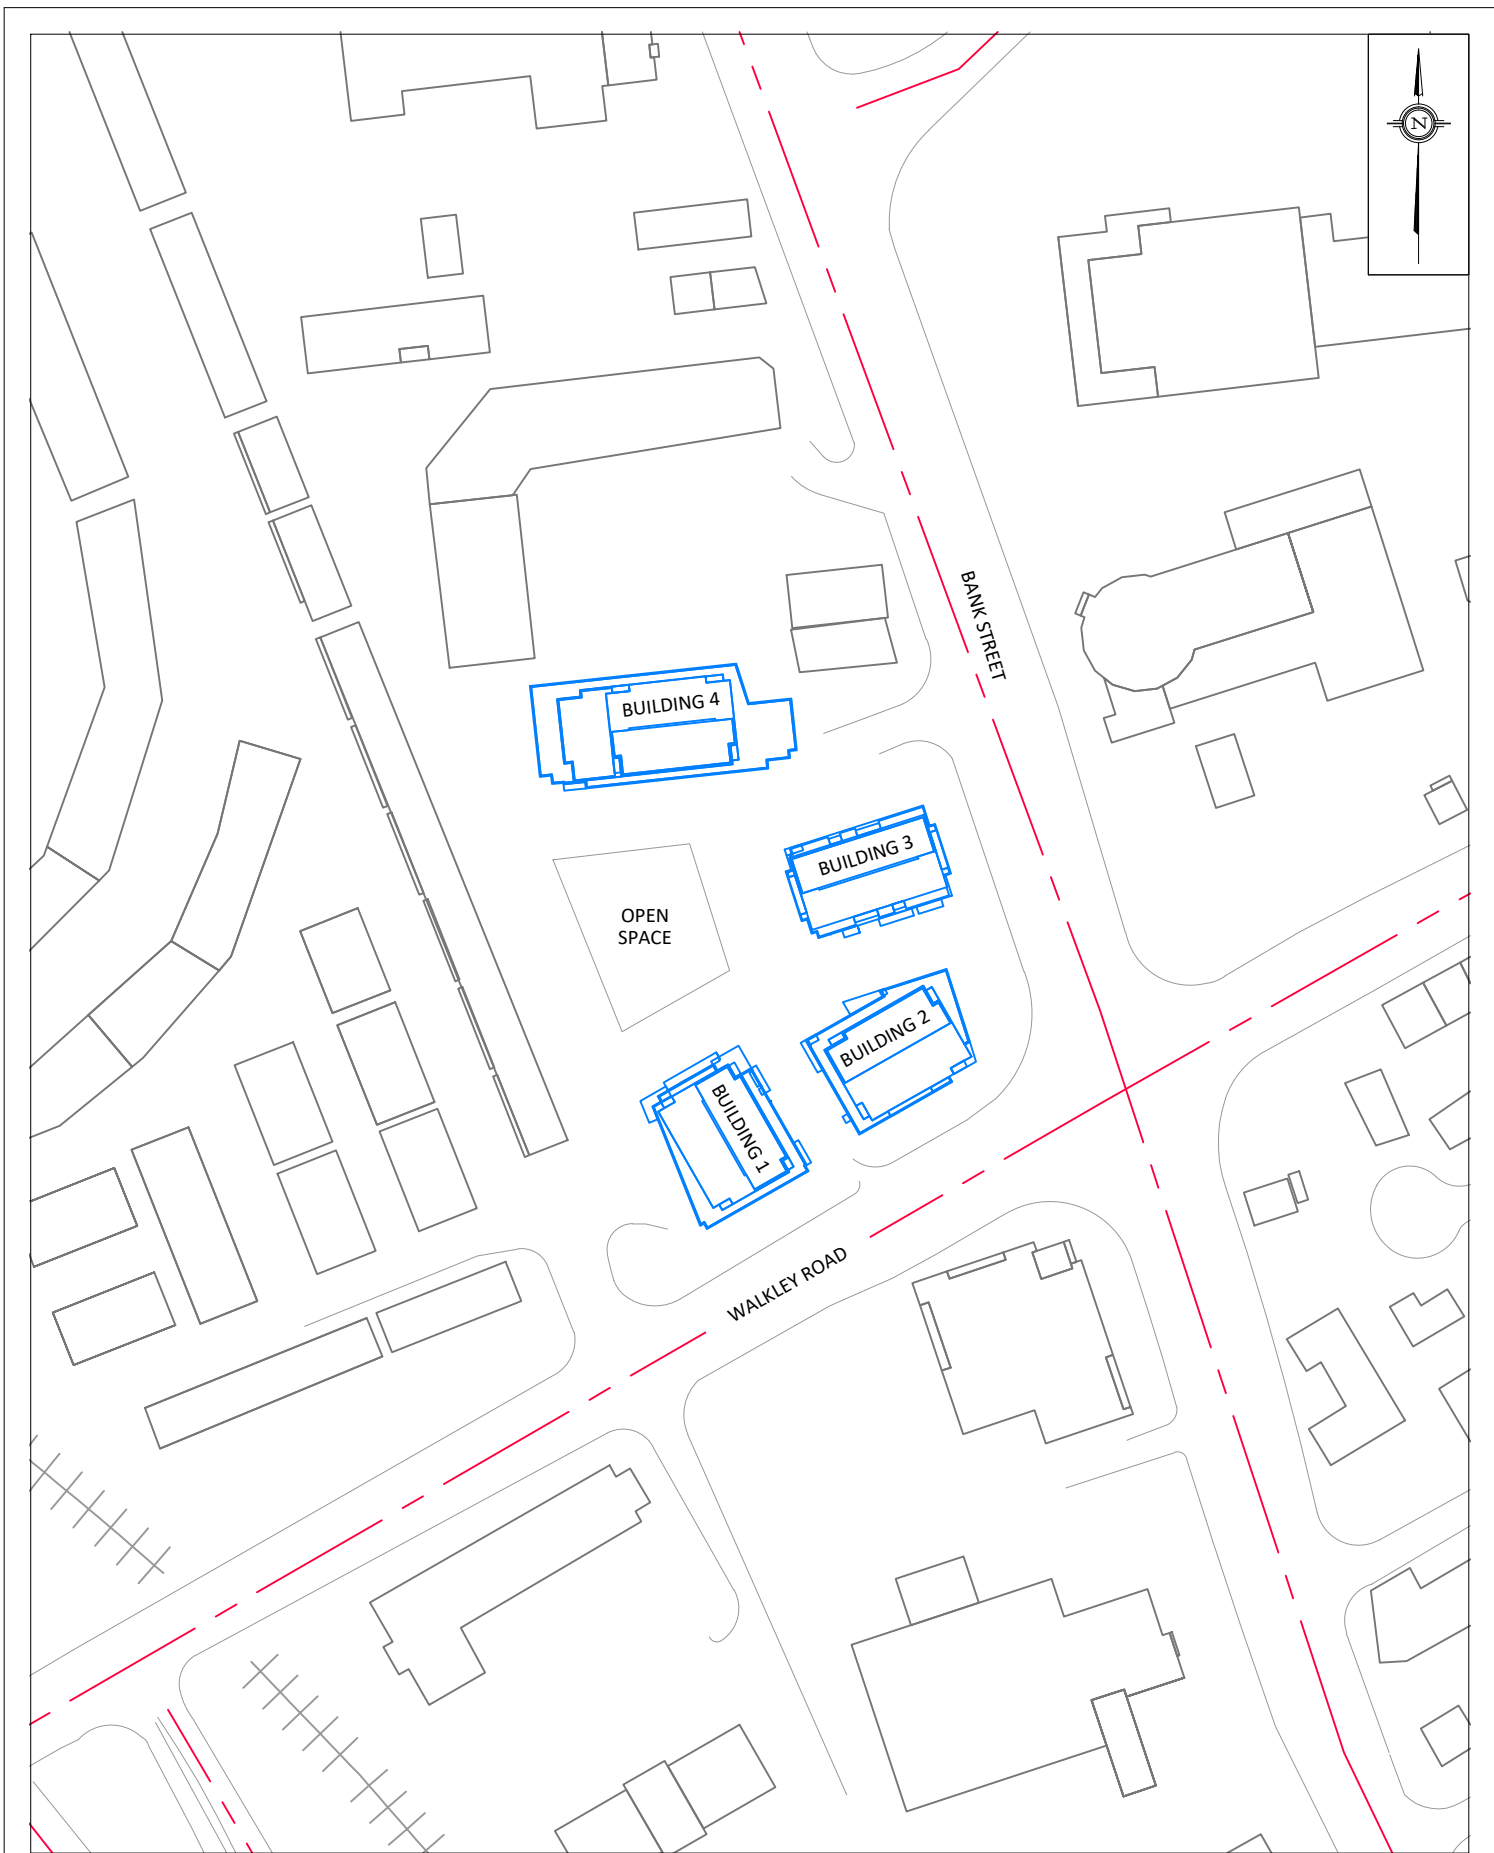 N
BANK STREET
BUILDING 4
BUILDING 3
OPEN
SPACE
BUILDING 2
BUILDING 1
WALKLEY ROAD